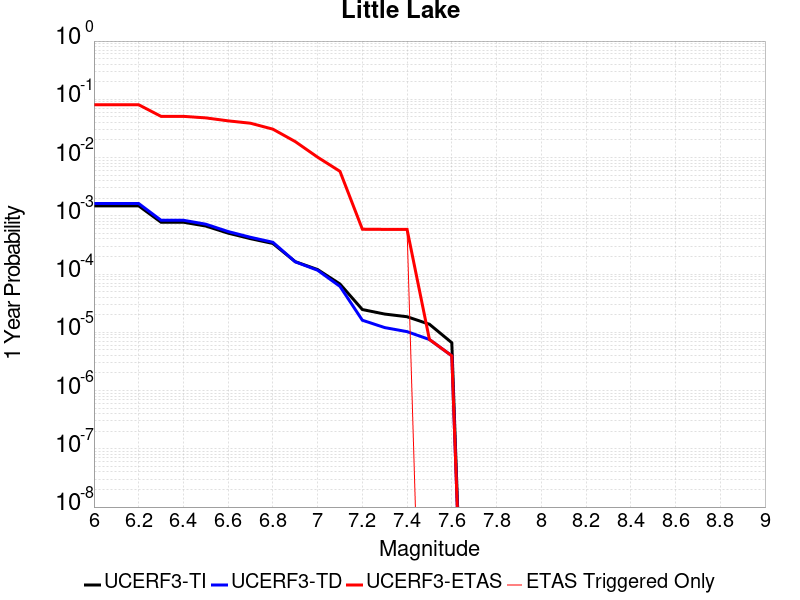 Little Lake
1 Year Probability
10^0
10^-1
10^-2
10^-3
10^-4
10^-5
10^-6
10^-7
10^-8
6 6.2 6.4 6.6 6.8 7 7.2 7.4 7.6 7.8 8 8.2 8.4 8.6 8.8 9
Magnitude
UCERF3-TI UCERF3-TD UCERF3-ETAS ETAS Triggered Only